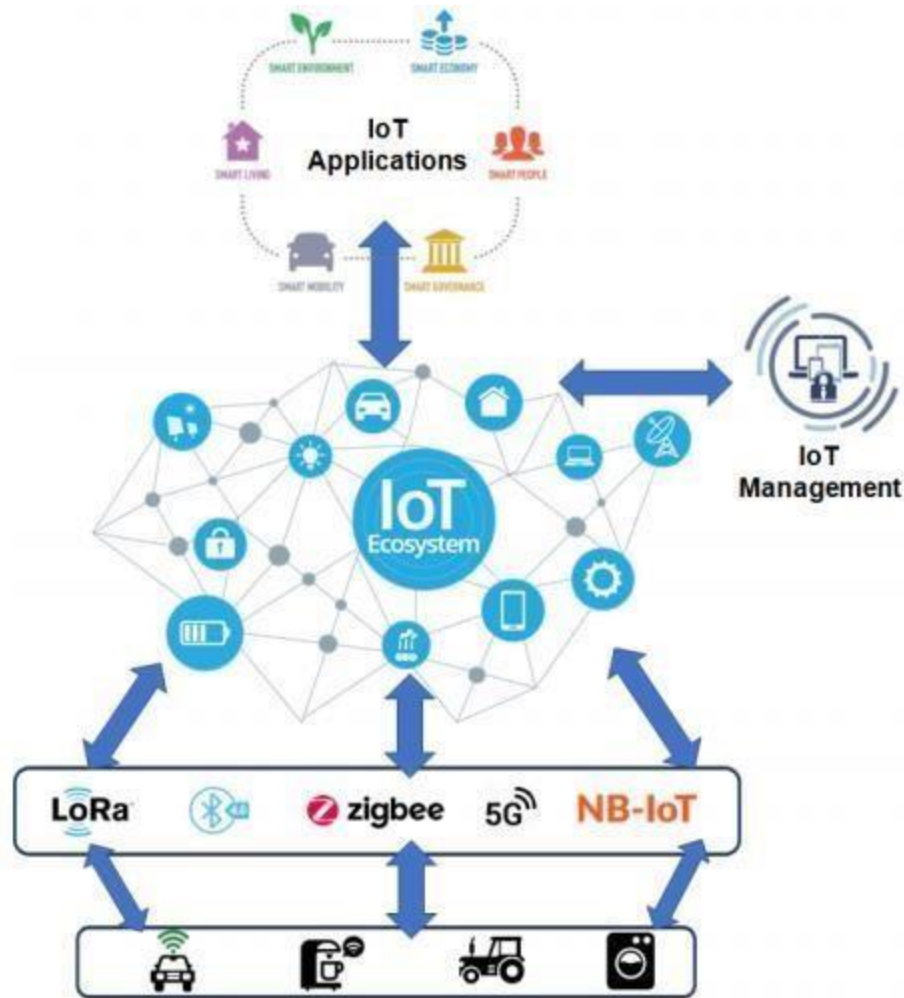 SMART ENVIRONMENT
SMART ECONOMY
IoT
Applications
SMART LIVING
SMART PEOPLE
SMART MOBILITY
SMART GOVERNANCE
IoT
Ecosystem
IoT
Management
LoRa
zigbee
5G
NB-IoT